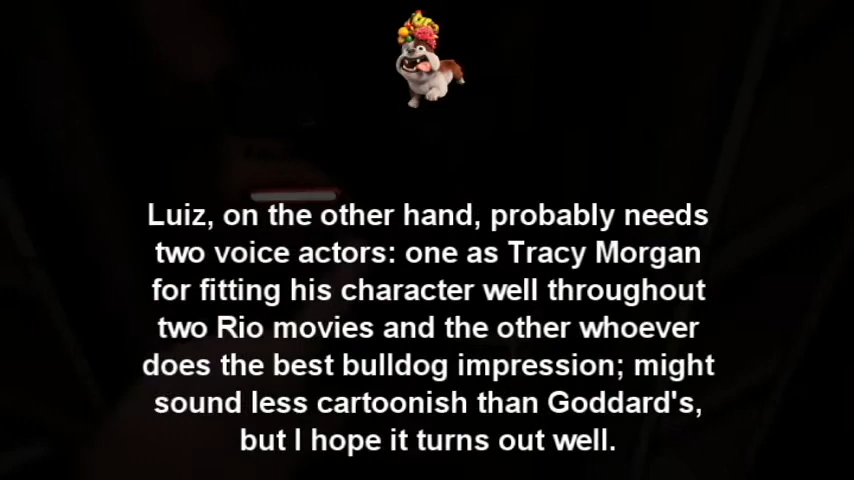 Luiz, on the other hand, probably needs
two voice actors: one as Tracy Morgan
for fitting his character well throughout
two Rio movies and the other whoever
does the best bulldog impression; might
sound less cartoonish than Goddard's,
but I hope it turns out well.